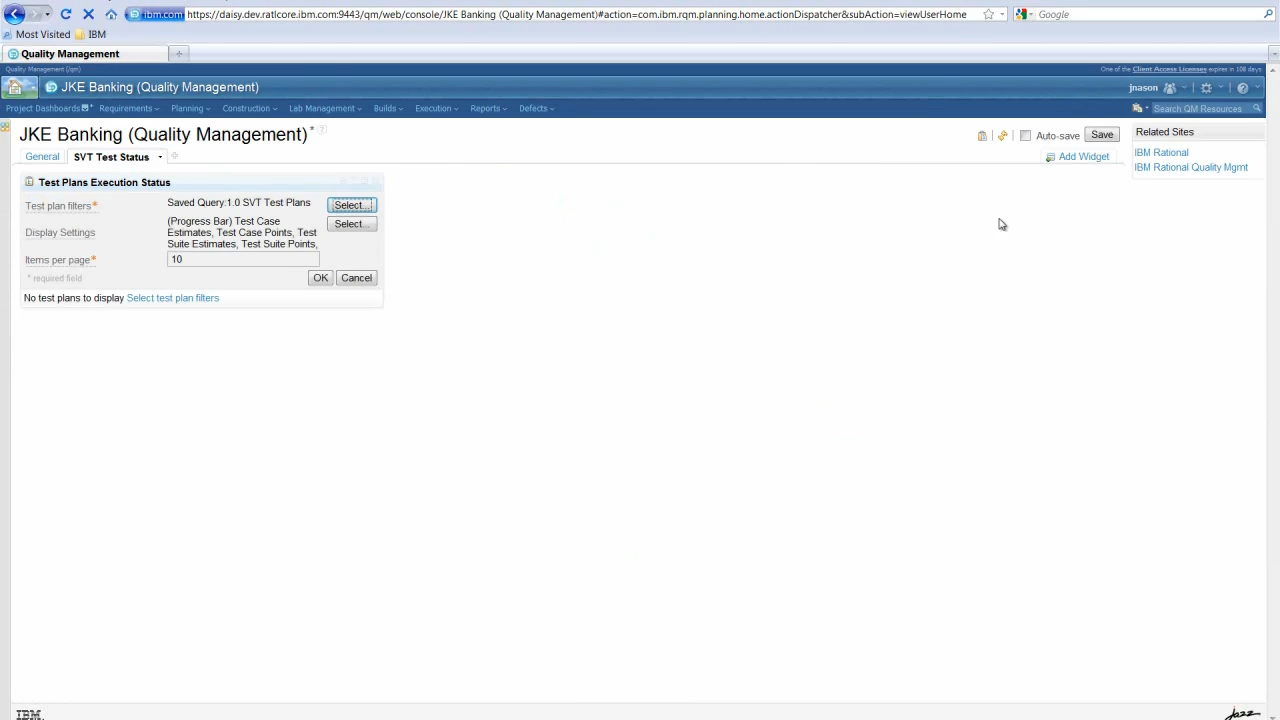 ibm.com https://daisy.dev.ratlcore.ibm.com:9443/qm/web/console/JKE Banking (Quality Management)#action=com.ibm.rqm.planning.home.actionDispatcher&subAction=viewUserHome
Google
Most Visited IBM
Quality Management
Quality Management (/qm)
One of the Client Access Licenses expires in 108 days
JKE Banking (Quality Management)
jnason
Project Dashboards Requirements Planning Construction Lab Management Builds Execution Reports Defects
Search QM Resources
JKE Banking (Quality Management) *
Auto-save Save
Related Sites
General SVT Test Status
Add Widget
IBM Rational
IBM Rational Quality Mgmt
Test Plans Execution Status
Test plan filters*
Saved Query:1.0 SVT Test Plans
Select...
Display Settings
(Progress Bar) Test Case
Estimates, Test Case Points, Test
Suite Estimates, Test Suite Points,
Select...
Items per page*
10
* required field
OK Cancel
No test plans to display Select test plan filters
IBM.
jazz